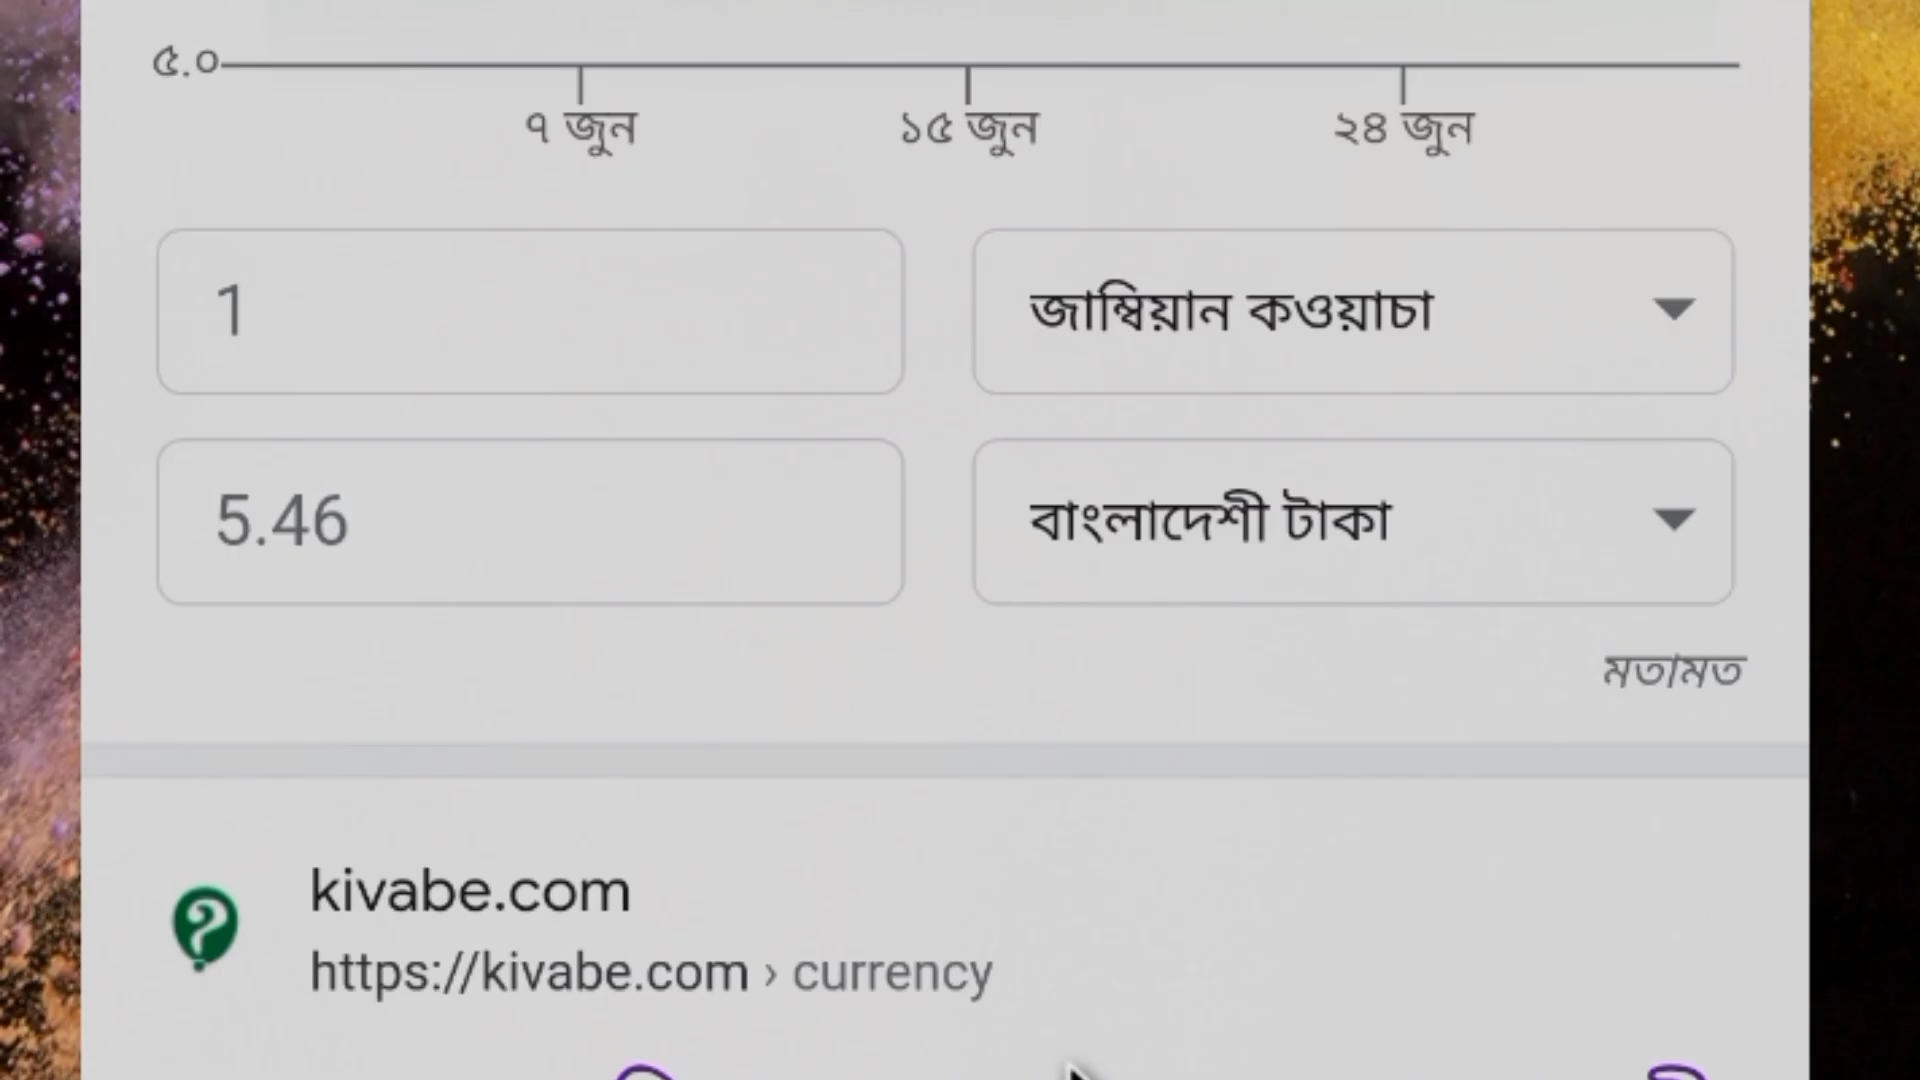 ৫.০
৭ জুন ১৫ জুন ২৪ জুন
1 জাম্বিয়ান কওয়াচা
5.46 বাংলাদেশী টাকা
মতামত
kivabe.com
https://kivabe.com › currency